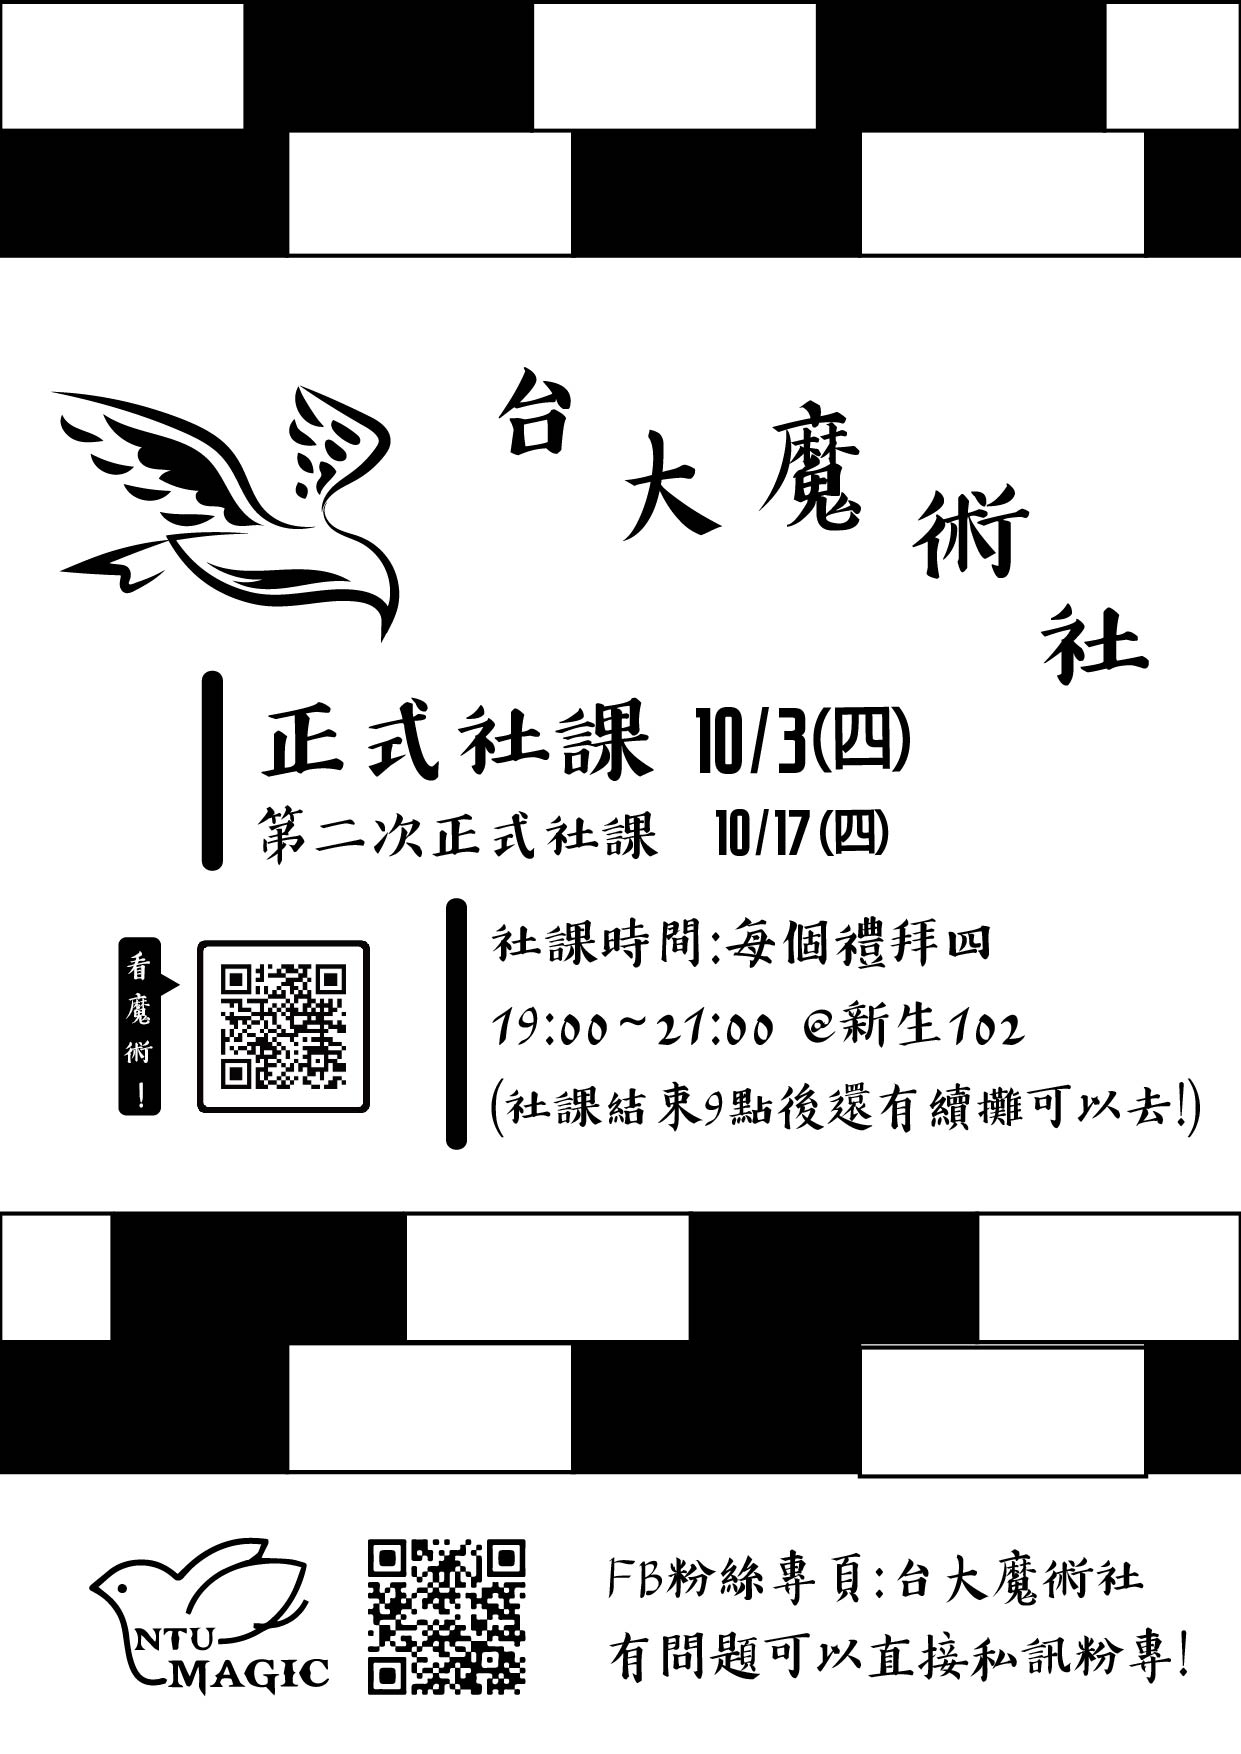 台大魔術社
正式社課 10/3(四)
第二次正式社課 10/17(四)
看魔術!
社課時間:每個禮拜四
19:00~21:00 @新生102
(社課結束9點後還有續攤可以去!)
NTU
MAGIC
FB粉絲專頁:台大魔術社
有問題可以直接私訊粉專!